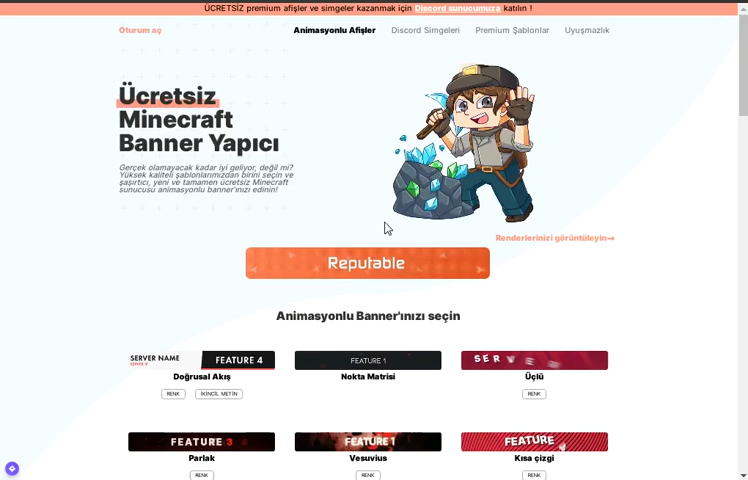 ÜCRETSİZ premium afişler ve simgeler kazanmak için Discord sunucumuza katılın !
Oturum aç
Animasyonlu Afişler
Discord Simgeleri
Premium Şablonlar
Uyuşmazlık
Ücretsiz
Minecraft
Banner Yapıcı
Gerçek olamayacak kadar iyi geliyor, değil mi?
Yüksek kaliteli şablonlarımızdan birini seçin ve
şaşırtıcı, yeni ve tamamen ücretsiz Minecraft
sunucusu animasyonlu banner'ınızı edinin!
Renderlerinizi görüntüleyin→
Reputable
Animasyonlu Banner'ınızı seçin
SERVER NAME
FEATURE 4
FEATURE 1
SERVER
Doğrusal Akış
Nokta Matrisi
Üçlü
RENK
İKİNCİL METİN
RENK
FEATURE 3
FEATURE 1
FEATURE
Parlak
Vesuvius
Kısa çizgi
RENK
RENK
RENK